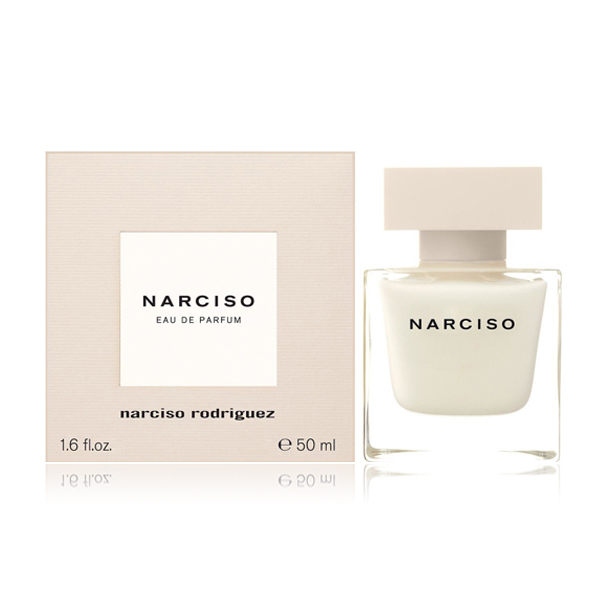 NARCISO
EAU DE PARFUM
narciso rodriguez
1.6 fl.oz.
℮ 50 ml
NARCISO